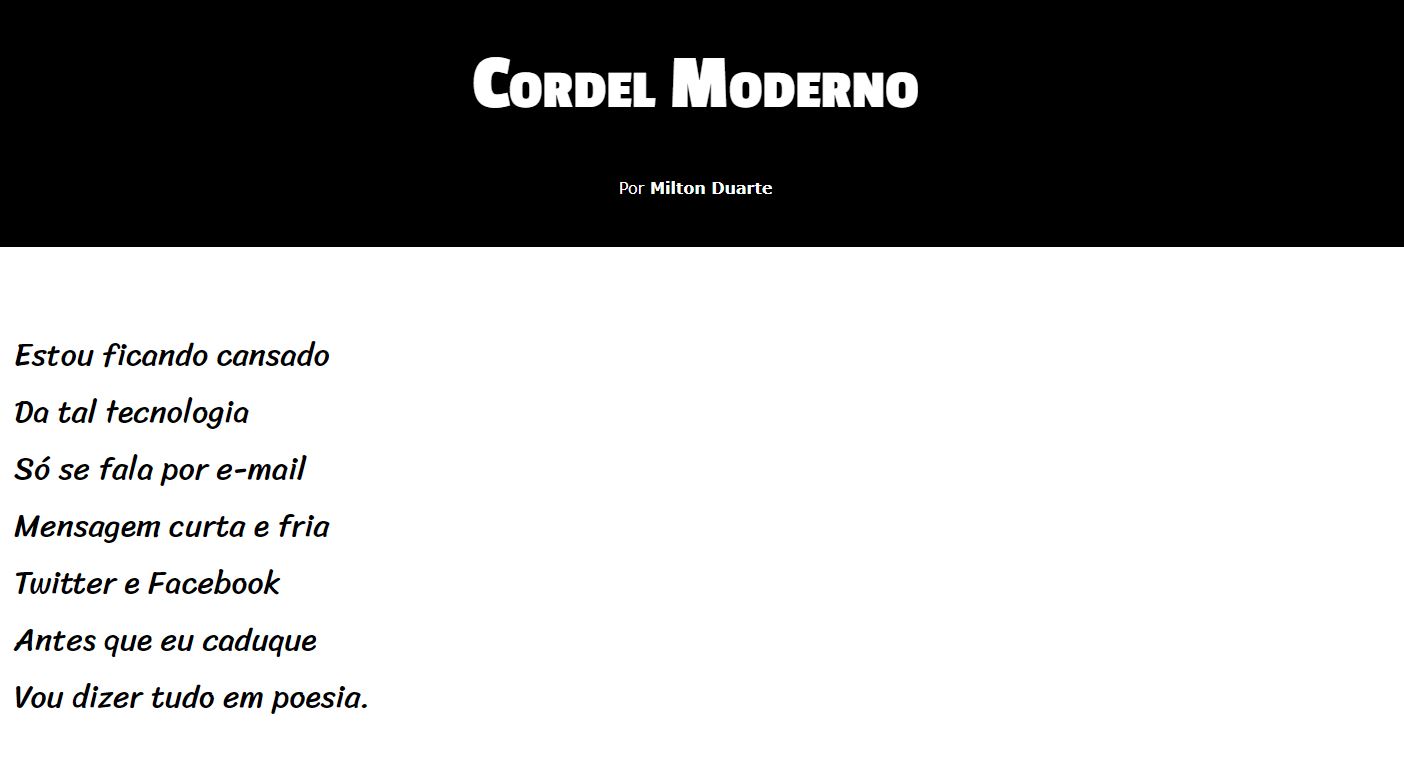 Cordel Moderno
Por Milton Duarte
Estou ficando cansado
Da tal tecnologia
Só se fala por e-mail
Mensagem curta e fria
Twitter e Facebook
Antes que eu caduque
Vou dizer tudo em poesia.